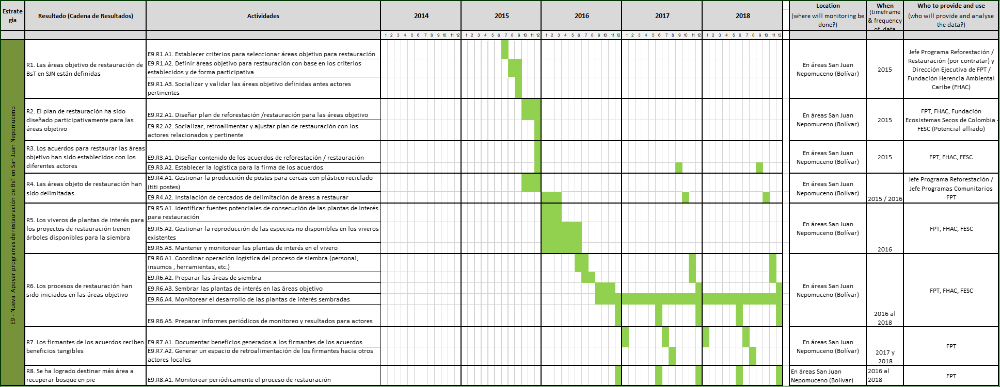 Estrate
gia
Resultado (Cadena de Resultados)
Actividades
2014
2015
2016
2017
2018
Location
(where will monitoring be
done?)
When
(timeframe
& frequency
of data
Who to provide and use
(who will provide and analyse
the data?)
1 2 3 4 5 6 7 8 9 10 11 12 1 2 3 4 5 6 7 8 9 10 11 12 1 2 3 4 5 6 7 8 9 10 11 12 1 2 3 4 5 6 7 8 9 10 11 12 1 2 3 4 5 6 7 8 9 10 11 12
E9 - Nueva. Apoyar programas de restauración de BsT en San Juan Nepomuceno
R1. Las áreas objetivo de restauración de
BsT en SJN están definidas
E9.R1.A1. Establecer criterios para seleccionar áreas objetivo para restauración
E9.R1.A2. Definir áreas objetivo para restauración con base en los criterios
establecidos y de forma participativa
E9.R1.A3. Socializar y validar las áreas objetivo definidas antes actores
pertinentes
En áreas San Juan
Nepomuceno (Bolívar)
2015
Jefe Programa Reforestación /
Restauración (por contratar) y
Dirección Ejecutiva de FPT /
Fundación Herencia Ambiental
Caribe (FHAC)
R2. El plan de restauración ha sido
diseñado participativamente para las
áreas objetivo
E9.R2.A1. Diseñar plan de reforestación /restauración para las áreas objetivo
E9.R2.A2. Socializar, retroalimentar y ajustar plan de restauración con los
actores relacionados y pertinente
En áreas San Juan
Nepomuceno (Bolívar)
2015
FPT, FHAC, Fundación
Ecosistemas Secos de Colombia -
FESC (Potencial alliado)
R3. Los acuerdos para restaurar las áreas
objetivo han sido establecidos con los
diferentes actores
E9.R3.A1. Diseñar contenido de los acuerdos de reforestación / restauración
E9.R3.A2. Establecer la logística para la firma de los acuerdos
En áreas San Juan
Nepomuceno (Bolívar)
2015
FPT, FHAC, FESC
R4. Las áreas objeto de restauración han
sido delimitadas
E9.R4.A1. Gestionar la producción de postes para cercas con plástico reciclado
(titi postes)
E9.R4.A2. Instalación de cercados de delimitación de áreas a restaurar
En áreas San Juan
Nepomuceno (Bolívar)
2015 / 2016
Jefe Programa Reforestación /
Jefe Programas Comunitarios
FPT
R5. Los viveros de plantas de interés para
los proyectos de restauración tienen
árboles disponibles para la siembra
E9.R5.A1. Identificar fuentes potenciales de consecución de las plantas de interés
para restauración
E9.R5.A2. Gestionar la reproducción de las especies no disponibles en los viveros
existentes
E9.R5.A3. Mantener y monitorear las plantas de interés en el vivero
En áreas San Juan
Nepomuceno (Bolívar)
2016
FPT, FHAC, FESC
R6. Los procesos de restauración han
sido iniciados en las áreas objetivo
E9.R6.A1. Coordinar operación logística del proceso de siembra (personal,
insumos , herramientas, etc.)
E9.R6.A2. Preparar las áreas de siembra
E9.R6.A3. Sembrar las plantas de interés en las áreas objetivo
E9.R6.A4. Monitorear el desarrollo de las plantas de interés sembradas
E9.R6.A5. Preparar informes periódicos de monitoreo y resultados para actores
En áreas San Juan
Nepomuceno (Bolívar)
2016 al
2018
FPT, FHAC, FESC
R7. Los firmantes de los acuerdos reciben
beneficios tangibles
E9.R7.A1. Documentar beneficios generados a los firmantes de los acuerdos
E9.R7.A2. Generar un espacio de retroalimentación de los firmantes hacia otros
actores locales
En áreas San Juan
Nepomuceno (Bolívar)
2017 y
2018
FPT
R8. Se ha logrado destinar más área a
recuperar bosque en pie
E9.R8.A1. Monitorear periódicamente el proceso de restauración
En áreas San Juan
Nepomuceno (Bolívar)
2016 al
2018
FPT